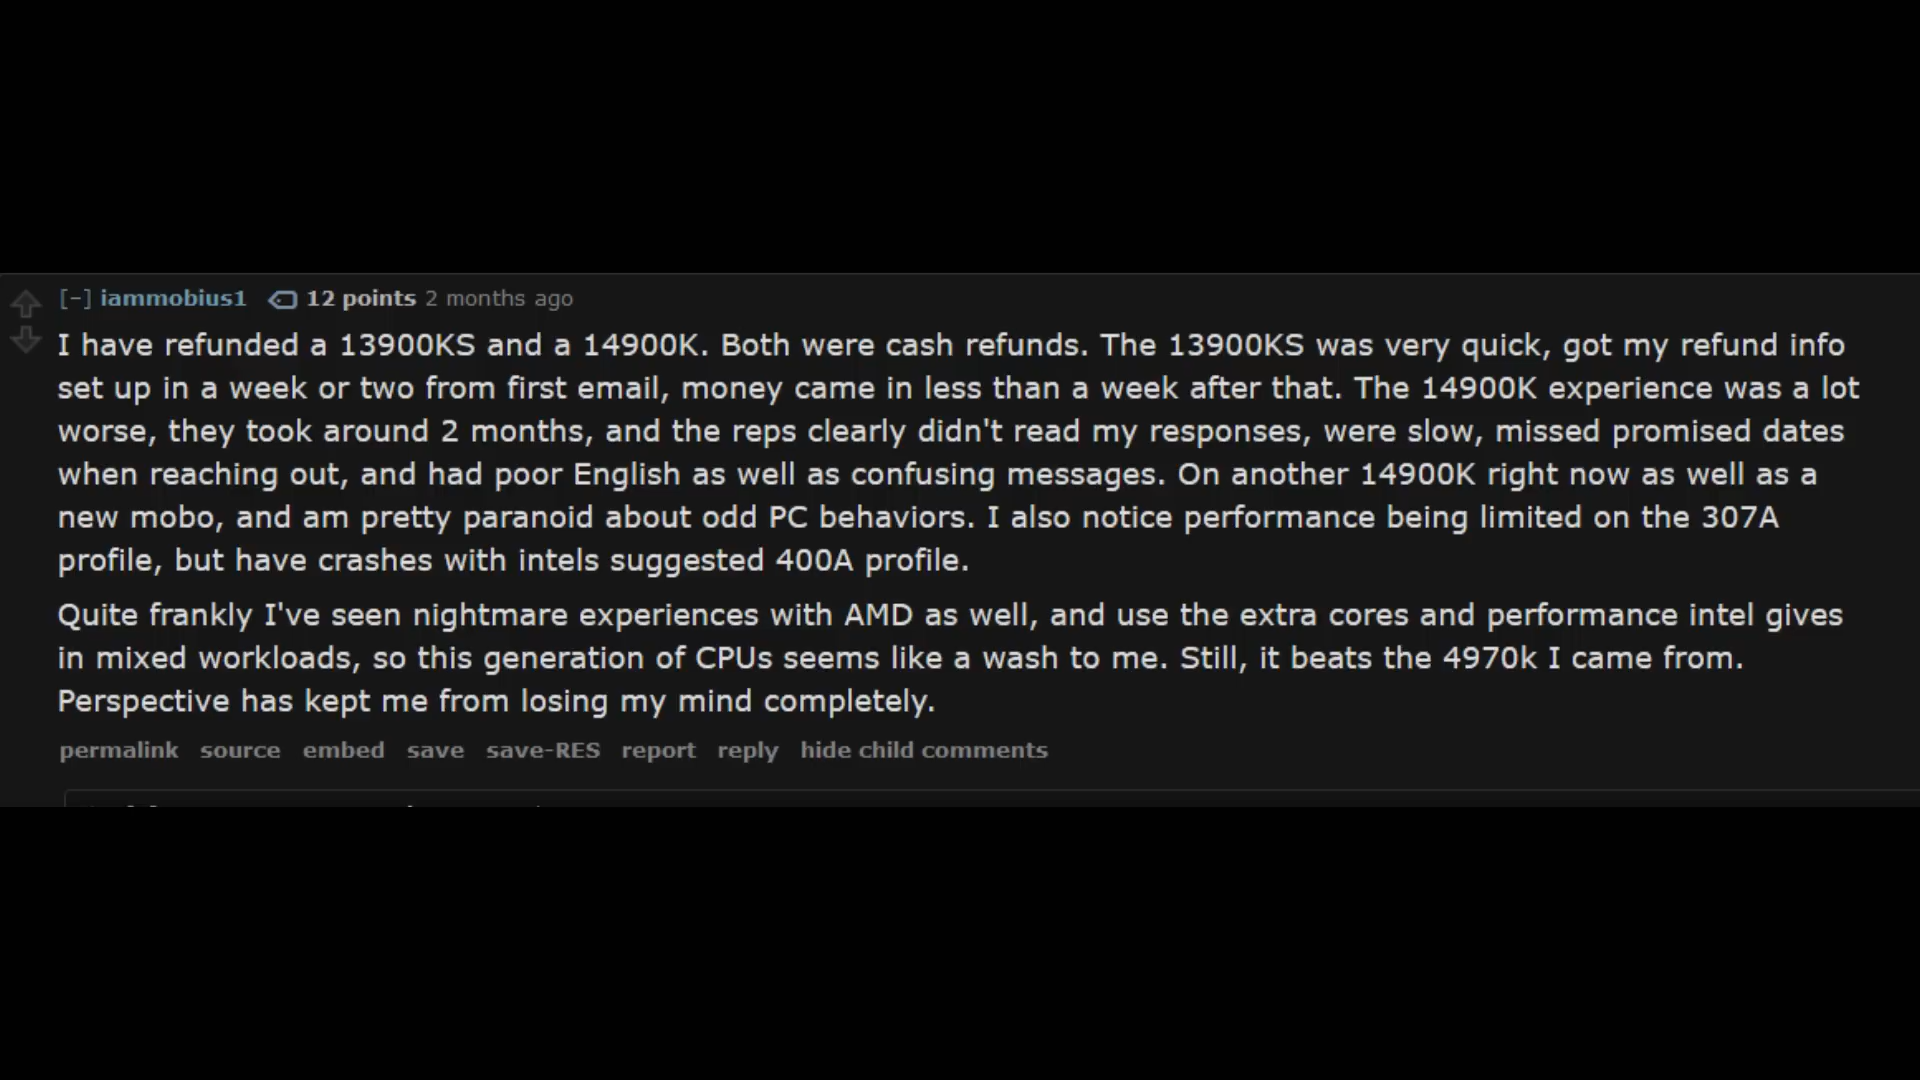 [-] iammobius1 12 points 2 months ago
I have refunded a 13900KS and a 14900K. Both were cash refunds. The 13900KS was very quick, got my refund info
set up in a week or two from first email, money came in less than a week after that. The 14900K experience was a lot
worse, they took around 2 months, and the reps clearly didn't read my responses, were slow, missed promised dates
when reaching out, and had poor English as well as confusing messages. On another 14900K right now as well as a
new mobo, and am pretty paranoid about odd PC behaviors. I also notice performance being limited on the 307A
profile, but have crashes with intels suggested 400A profile.
Quite frankly I've seen nightmare experiences with AMD as well, and use the extra cores and performance intel gives
in mixed workloads, so this generation of CPUs seems like a wash to me. Still, it beats the 4970k I came from.
Perspective has kept me from losing my mind completely.
permalink source embed save save-RES report reply hide child comments